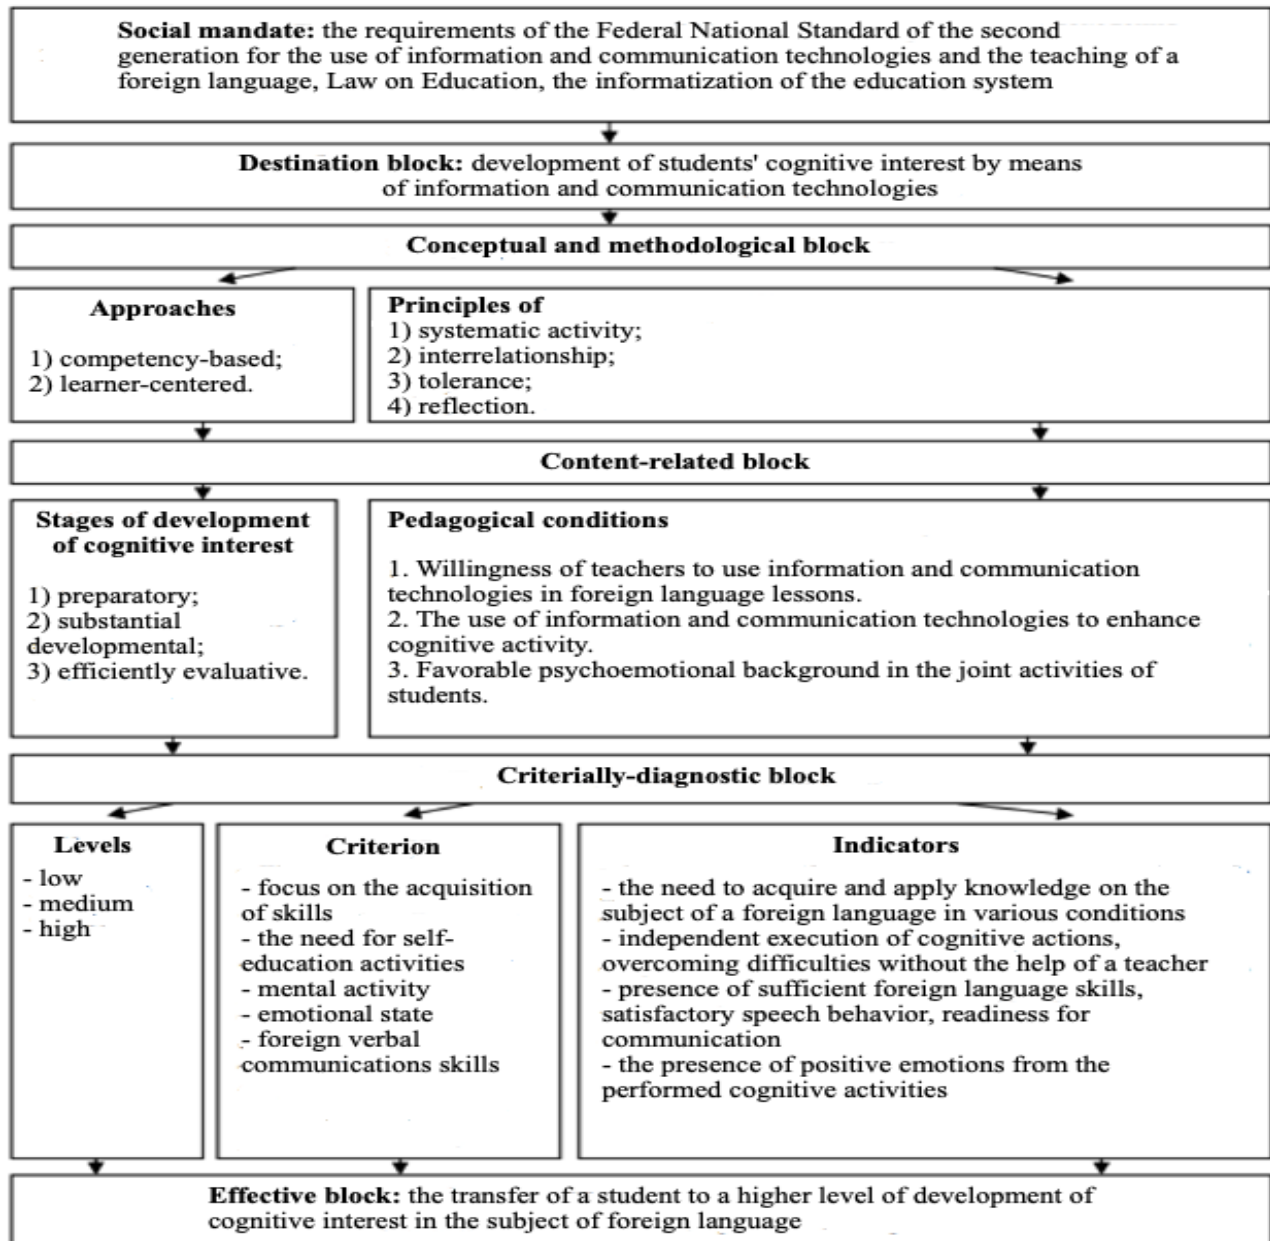 Social mandate: the requirements of the Federal National Standard of the second
generation for the use of information and communication technologies and the teaching of a
foreign language, Law on Education, the informatization of the education system
Destination block: development of students' cognitive interest by means
of information and communication technologies
Conceptual and methodological block
Approaches
1) competency-based;
2) learner-centered.
Principles of
1) systematic activity;
2) interrelationship;
3) tolerance;
4) reflection.
Content-related block
Stages of development
of cognitive interest
1) preparatory;
2) substantial
developmental;
3) efficiently evaluative.
Pedagogical conditions
1. Willingness of teachers to use information and communication
technologies in foreign language lessons.
2. The use of information and communication technologies to enhance
cognitive activity.
3. Favorable psychoemotional background in the joint activities of
students.
Criterially-diagnostic block
Levels
- low
- medium
- high
Criterion
- focus on the acquisition
of skills
- the need for self-
education activities
- mental activity
- emotional state
- foreign verbal
communications skills
Indicators
- the need to acquire and apply knowledge on the
subject of a foreign language in various conditions
- independent execution of cognitive actions,
overcoming difficulties without the help of a teacher
- presence of sufficient foreign language skills,
satisfactory speech behavior, readiness for
communication
- the presence of positive emotions from the
performed cognitive activities
Effective block: the transfer of a student to a higher level of development of
cognitive interest in the subject of foreign language